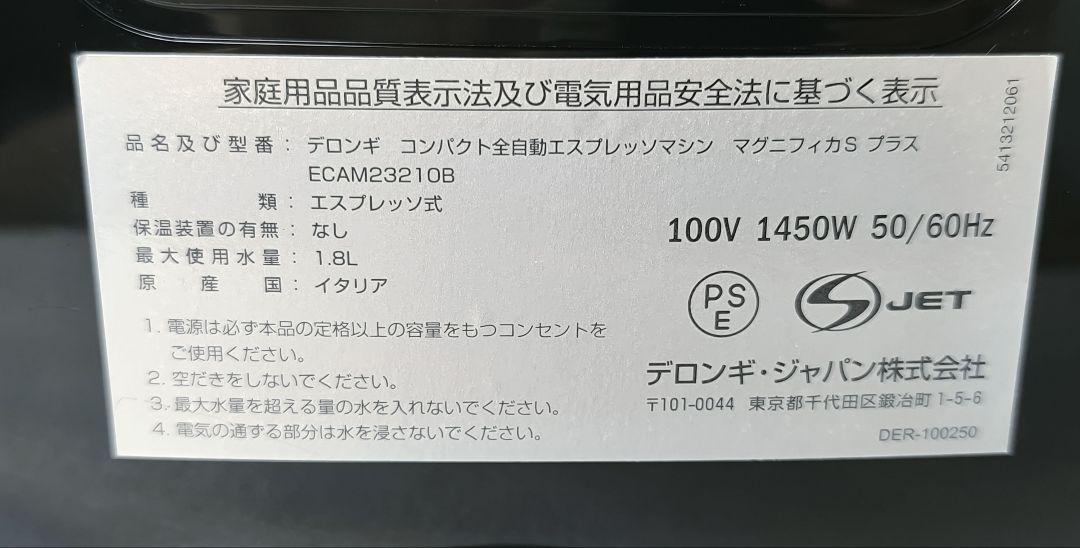 家庭用品品質表示法及び電気用品安全法に基づく表示
品名及び型番： デロンギ コンパクト全自動エスプレッソマシン マグニフィカS プラス
ECAM23210B
種類： エスプレッソ式
保温装置の有無： なし
最大使用水量： 1.8L
原産国： イタリア
1. 電源は必ず本品の定格以上の容量をもつコンセントを
ご使用ください。
2. 空だきをしないでください。
3. 最大水量を超える量の水を入れないでください。
4. 電気の通ずる部分は水を浸さないでください。
5413212061
100V 1450W 50/60Hz
PS
E
S JET
デロンギ・ジャパン株式会社
〒101-0044 東京都千代田区鍛冶町 1-5-6
DER-100250